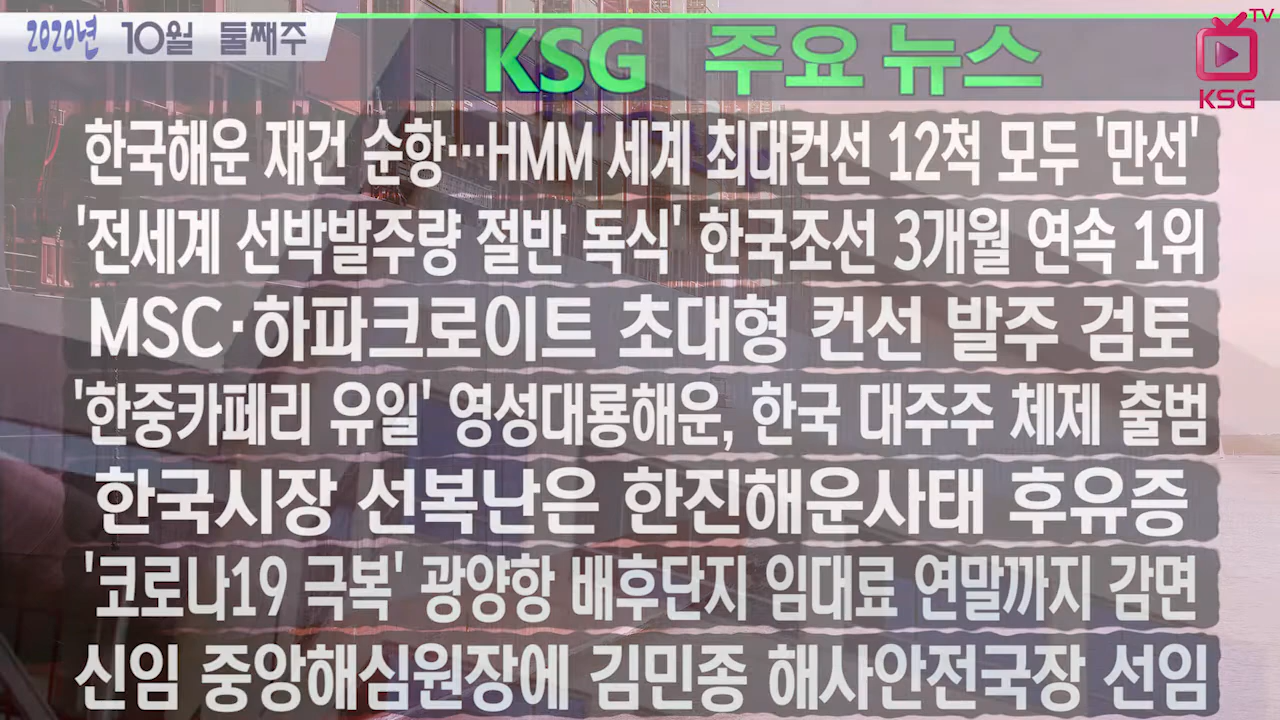 2020년 10월 둘째주
KSG 주요 뉴스
TV
KSG
한국해운 재건 순항…HMM 세계 최대컨선 12척 모두 '만선'
'전세계 선박발주량 절반 독식' 한국조선 3개월 연속 1위
MSC·하파크로이트 초대형 컨선 발주 검토
'한중카페리 유일' 영성대룡해운, 한국 대주주 체제 출범
한국시장 선복난은 한진해운사태 후유증
'코로나19 극복' 광양항 배후단지 임대료 연말까지 감면
신임 중앙해심원장에 김민종 해사안전국장 선임